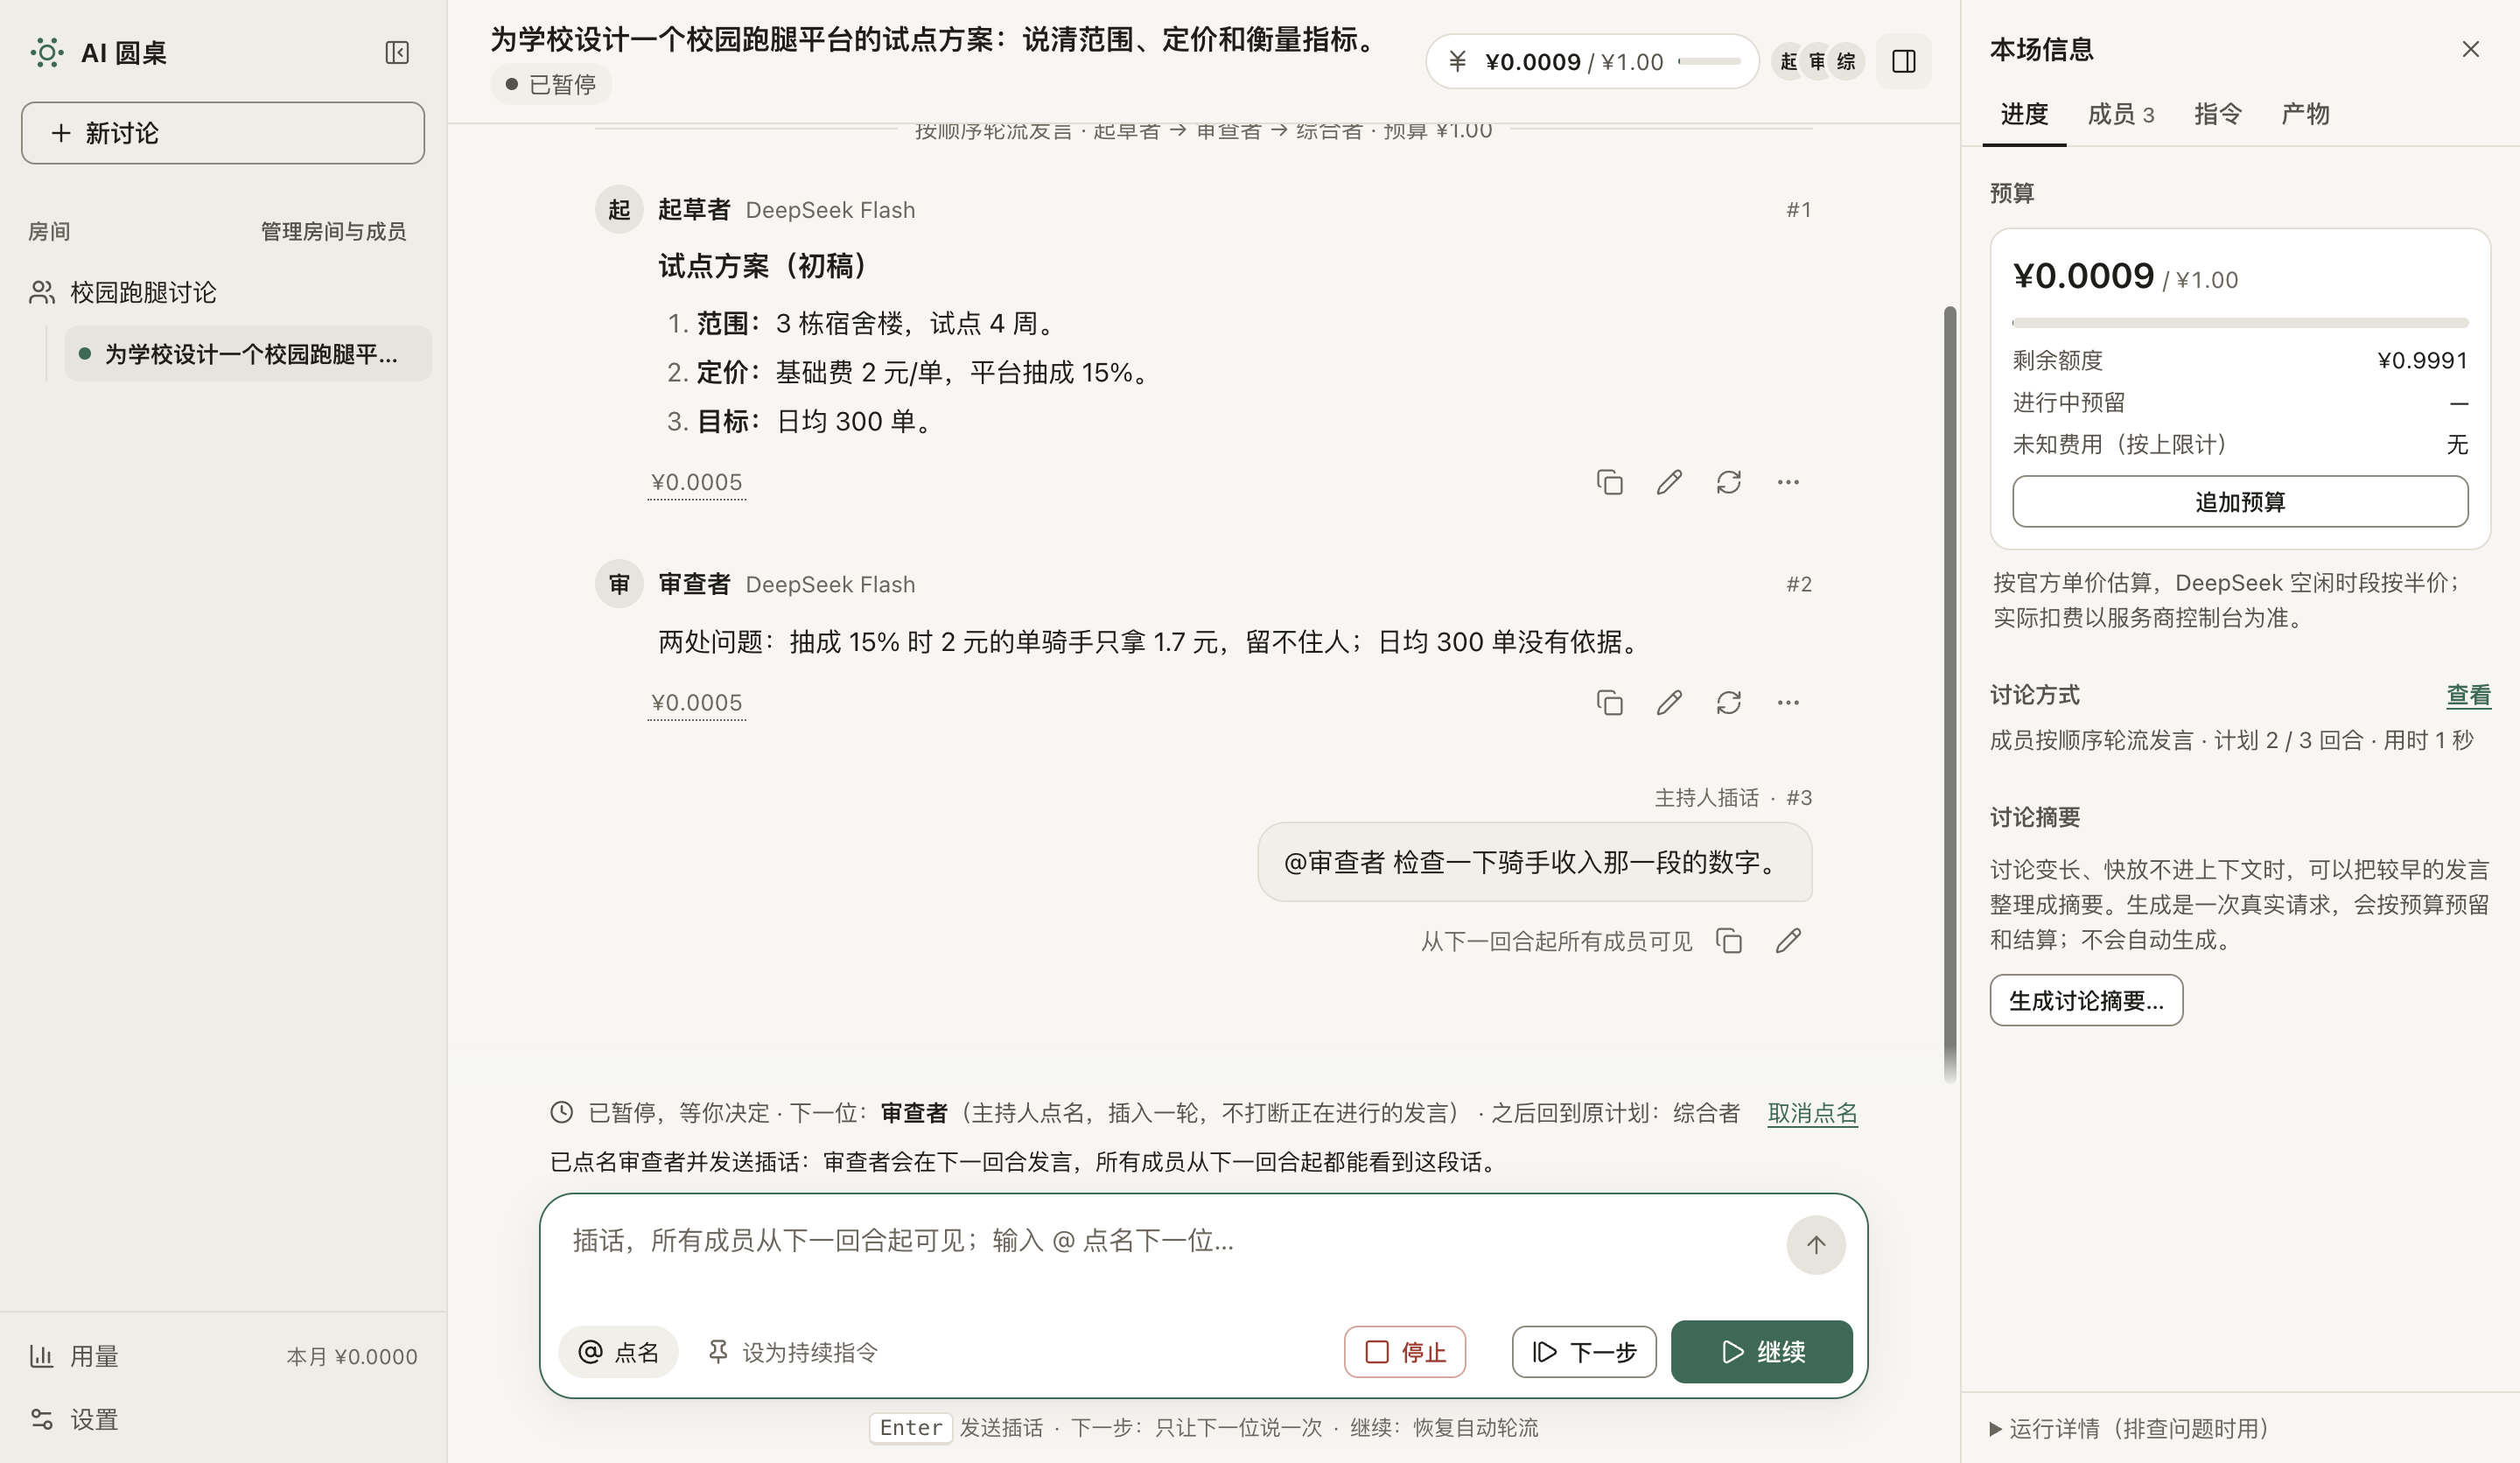 AI 圆桌
新讨论
房间 管理房间与成员
校园跑腿讨论
为学校设计一个校园跑腿平...
用量 本月 ¥0.0000
设置
为学校设计一个校园跑腿平台的试点方案：说清范围、定价和衡量指标。
已暂停
¥0.0009 / ¥1.00
起 审 综
按顺序轮流发言 · 起草者 → 审查者 → 综合者 · 预算 ¥1.00
起 起草者 DeepSeek Flash #1
试点方案（初稿）
1. 范围：3 栋宿舍楼，试点 4 周。
2. 定价：基础费 2 元/单，平台抽成 15%。
3. 目标：日均 300 单。
¥0.0005
审 审查者 DeepSeek Flash #2
两处问题：抽成 15% 时 2 元的单骑手只拿 1.7 元，留不住人；日均 300 单没有依据。
¥0.0005
主持人插话 · #3
@审查者 检查一下骑手收入那一段的数字。
从下一回合起所有成员可见
已暂停，等你决定 · 下一位：审查者（主持人点名，插入一轮，不打断正在进行的发言） · 之后回到原计划：综合者 取消点名
已点名审查者并发送插话：审查者会在下一回合发言，所有成员从下一回合起都能看到这段话。
插话，所有成员从下一回合起可见；输入 @ 点名下一位...
@ 点名 设为持续指令 停止 下一步 继续
Enter 发送插话 · 下一步：只让下一位说一次 · 继续：恢复自动轮流
本场信息
进度 成员 3 指令 产物
预算
¥0.0009 / ¥1.00
剩余额度 ¥0.9991
进行中预留 —
未知费用（按上限计） 无
追加预算
按官方单价估算，DeepSeek 空闲时段按半价；
实际扣费以服务商控制台为准。
讨论方式 查看
成员按顺序轮流发言 · 计划 2 / 3 回合 · 用时 1 秒
讨论摘要
讨论变长、快放不进上下文时，可以把较早的发言
整理成摘要。生成是一次真实请求，会按预算预留
和结算；不会自动生成。
生成讨论摘要...
运行详情（排查问题时用）